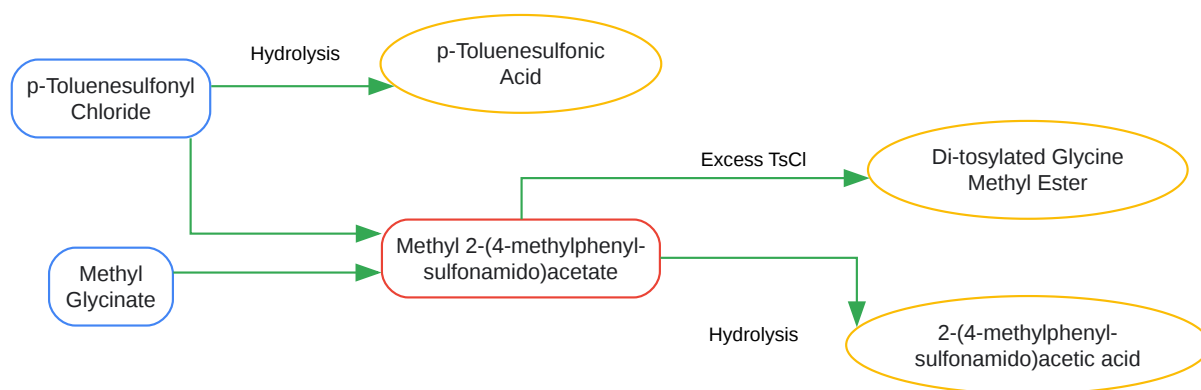 Hydrolysis
p-Toluenesulfonic
Acid
p-Toluenesulfonyl
Chloride
Excess TsCl
Di-tosylated Glycine
Methyl Ester
Methyl 2-(4-methylphenyl-
sulfonamido)acetate
Methyl
Glycinate
Hydrolysis
2-(4-methylphenyl-
sulfonamido)acetic acid